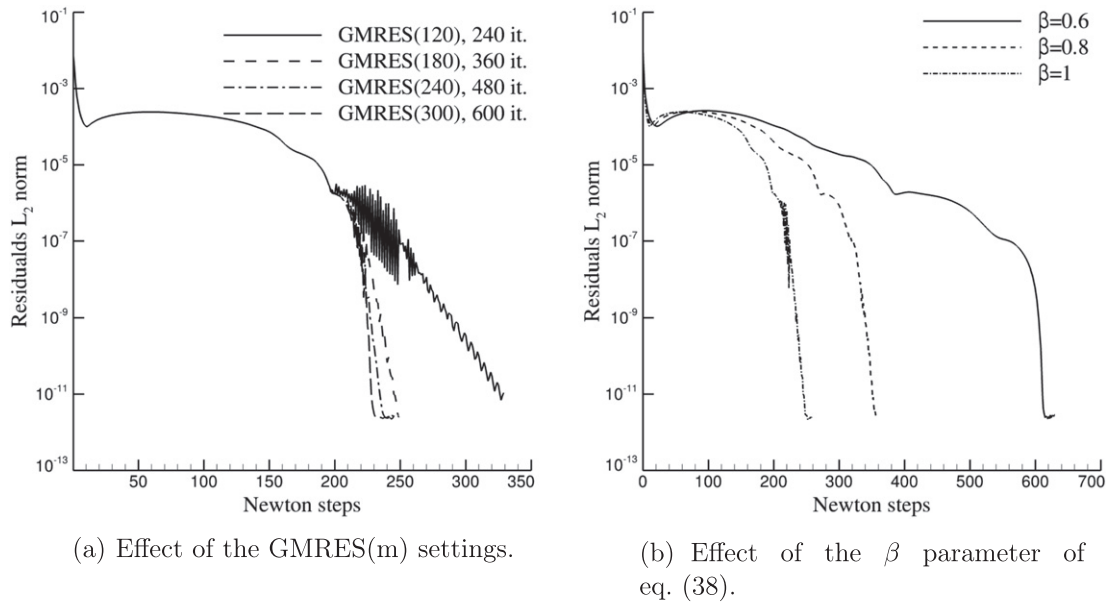 10^-1
10^-3
10^-5
10^-7
10^-9
10^-11
10^-13
Residualds L_2 norm
GMRES(120), 240 it.
GMRES(180), 360 it.
GMRES(240), 480 it.
GMRES(300), 600 it.
50 100 150 200 250 300 350
Newton steps
(a) Effect of the GMRES(m) settings.
10^-1
10^-3
10^-5
10^-7
10^-9
10^-11
10^-13
Residuals L_2 norm
β=0.6
β=0.8
β=1
0 100 200 300 400 500 600 700
Newton steps
(b) Effect of the β parameter of
eq. (38).